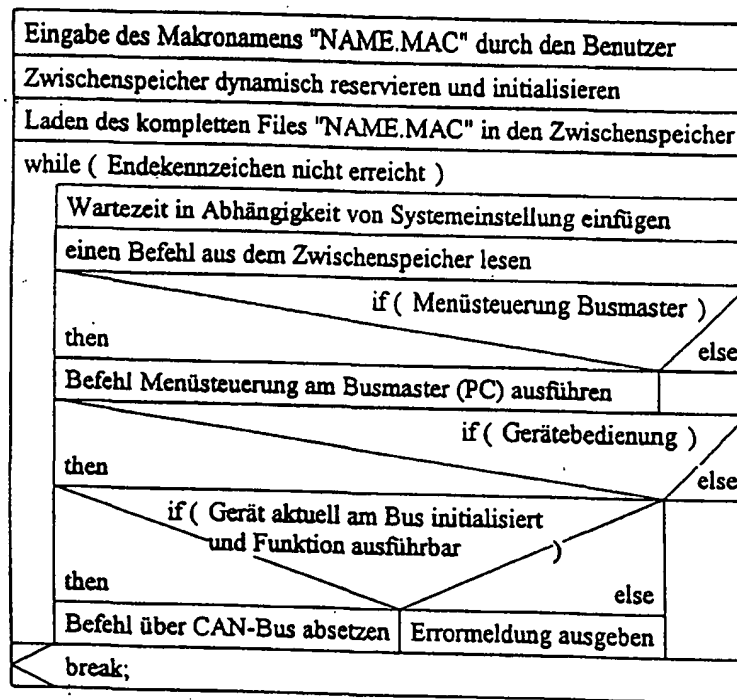 Eingabe des Makronamens "NAME.MAC" durch den Benutzer
Zwischenspeicher dynamisch reservieren und initialisieren
Laden des kompletten Files "NAME.MAC" in den Zwischenspeicher
while ( Endekennzeichen nicht erreicht )
Wartezeit in Abhängigkeit von Systemeinstellung einfügen
einen Befehl aus dem Zwischenspeicher lesen
if ( Menüsteuerung Busmaster )
then else
Befehl Menüsteuerung am Busmaster (PC) ausführen
if ( Gerätebedienung )
then else
if ( Gerät aktuell am Bus initialisiert
und Funktion ausführbar )
then else
Befehl über CAN-Bus absetzen Errormeldung ausgeben
break;